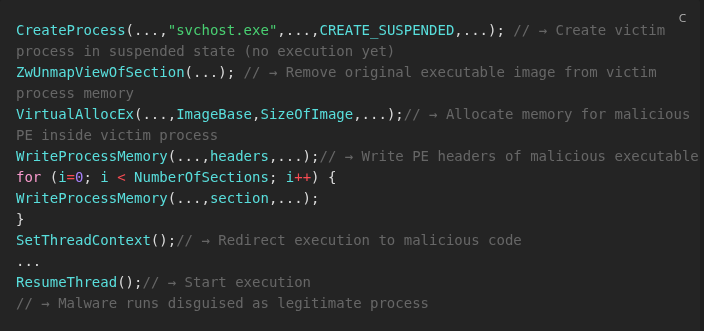 C
CreateProcess(...,"svchost.exe",...,CREATE_SUSPENDED,...); // → Create victim
process in suspended state (no execution yet)
ZwUnmapViewOfSection(...); // → Remove original executable image from victim
process memory
VirtualAllocEx(...,ImageBase,SizeOfImage,...);// → Allocate memory for malicious
PE inside victim process
WriteProcessMemory(...,headers,...);// → Write PE headers of malicious executable
for (i=0; i < NumberOfSections; i++) {
WriteProcessMemory(...,section,...);
}
SetThreadContext();// → Redirect execution to malicious code
...
ResumeThread();// → Start execution
// → Malware runs disguised as legitimate process